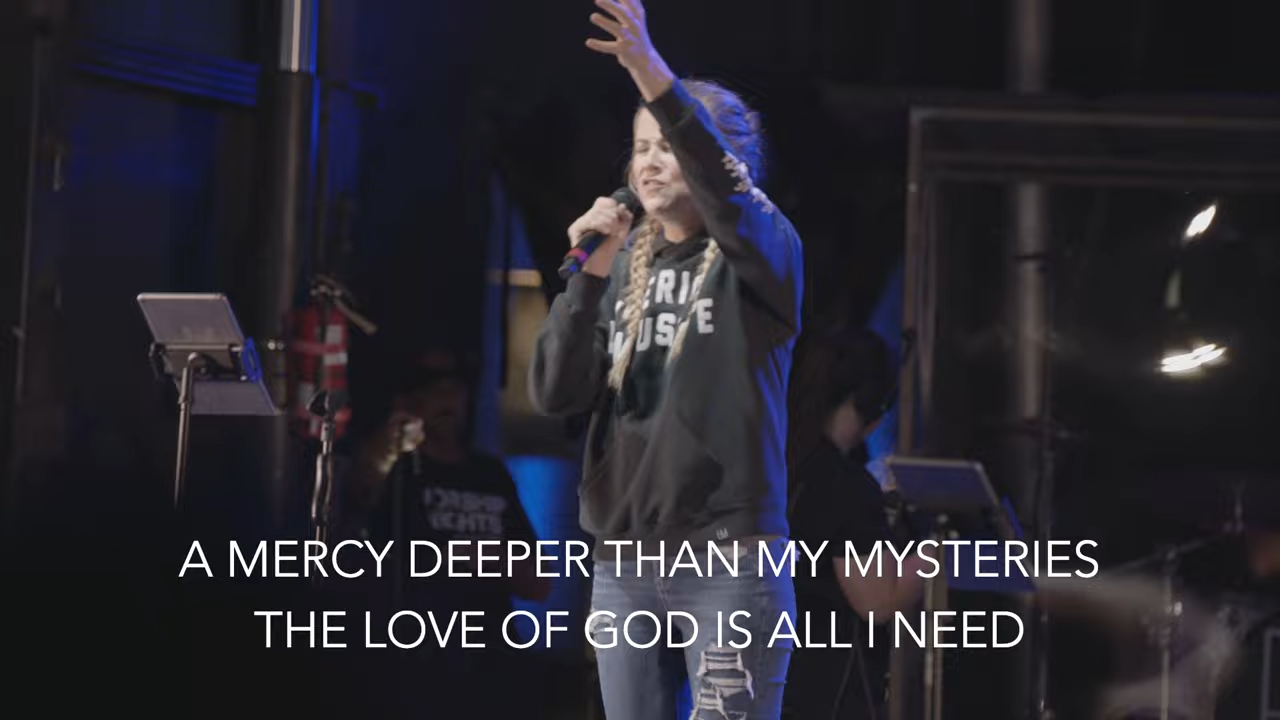 A MERCY DEEPER THAN MY MYSTERIES
THE LOVE OF GOD IS ALL I NEED